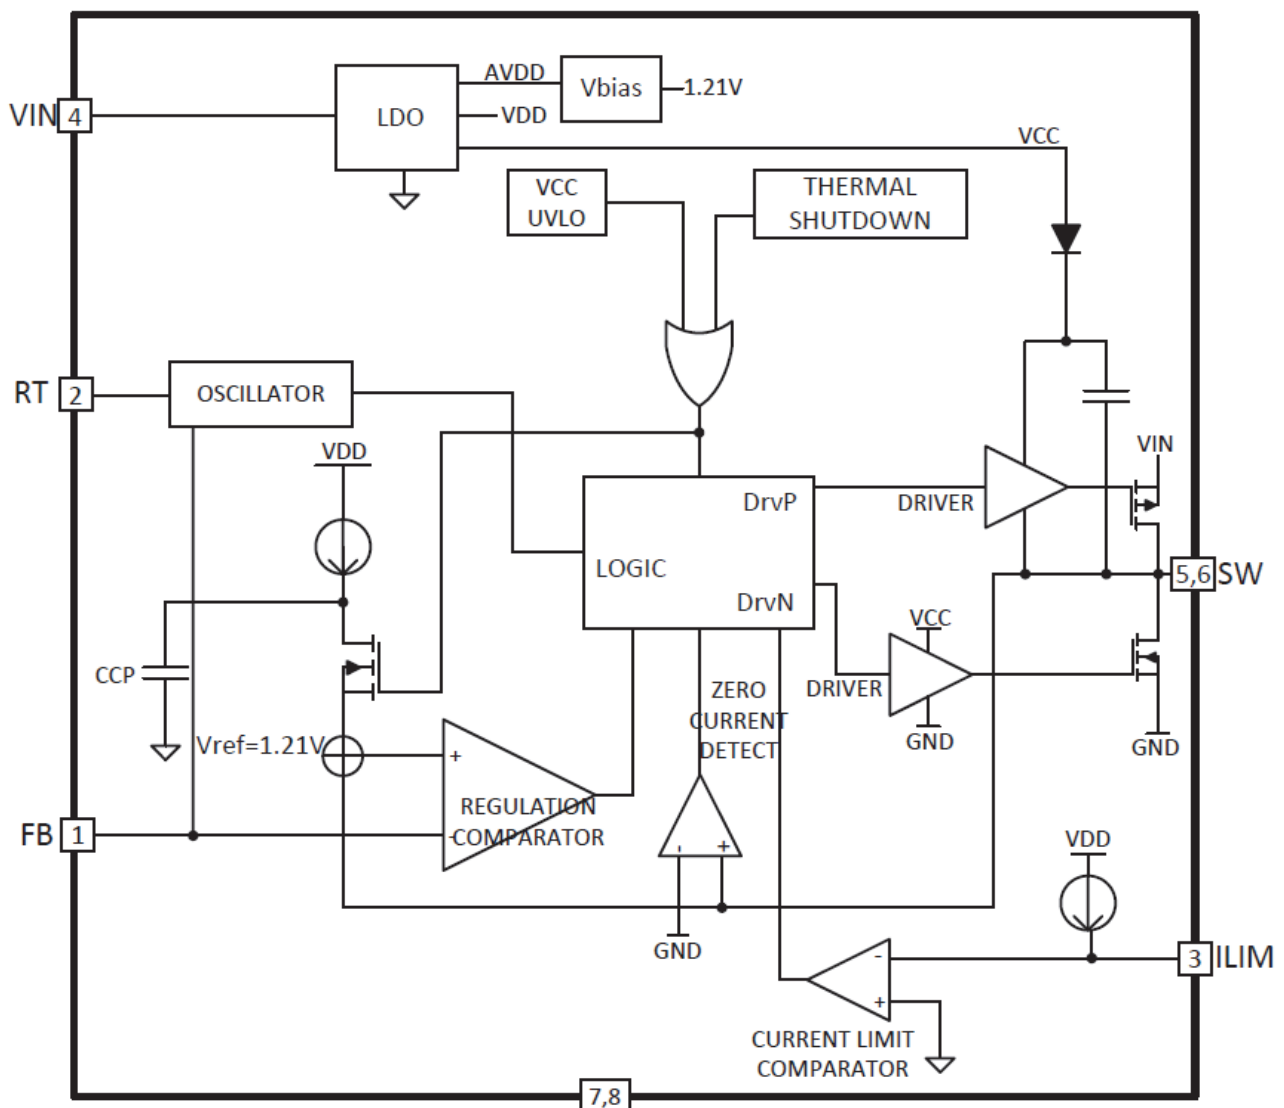 AVDD
Vbias
1.21V
VIN
4
LDO
VDD
VCC
VCC
UVLO
THERMAL
SHUTDOWN
RT
2
OSCILLATOR
VDD
VIN
DrvP
DRIVER
LOGIC
5,6
SW
DrvN
VCC
CCP
ZERO
CURRENT
DETECT
DRIVER
GND
GND
Vref=1.21V
+
REGULATION
COMPARATOR
-
FB
1
-
+
VDD
GND
3
ILIM
-
+
CURRENT LIMIT
COMPARATOR
7,8